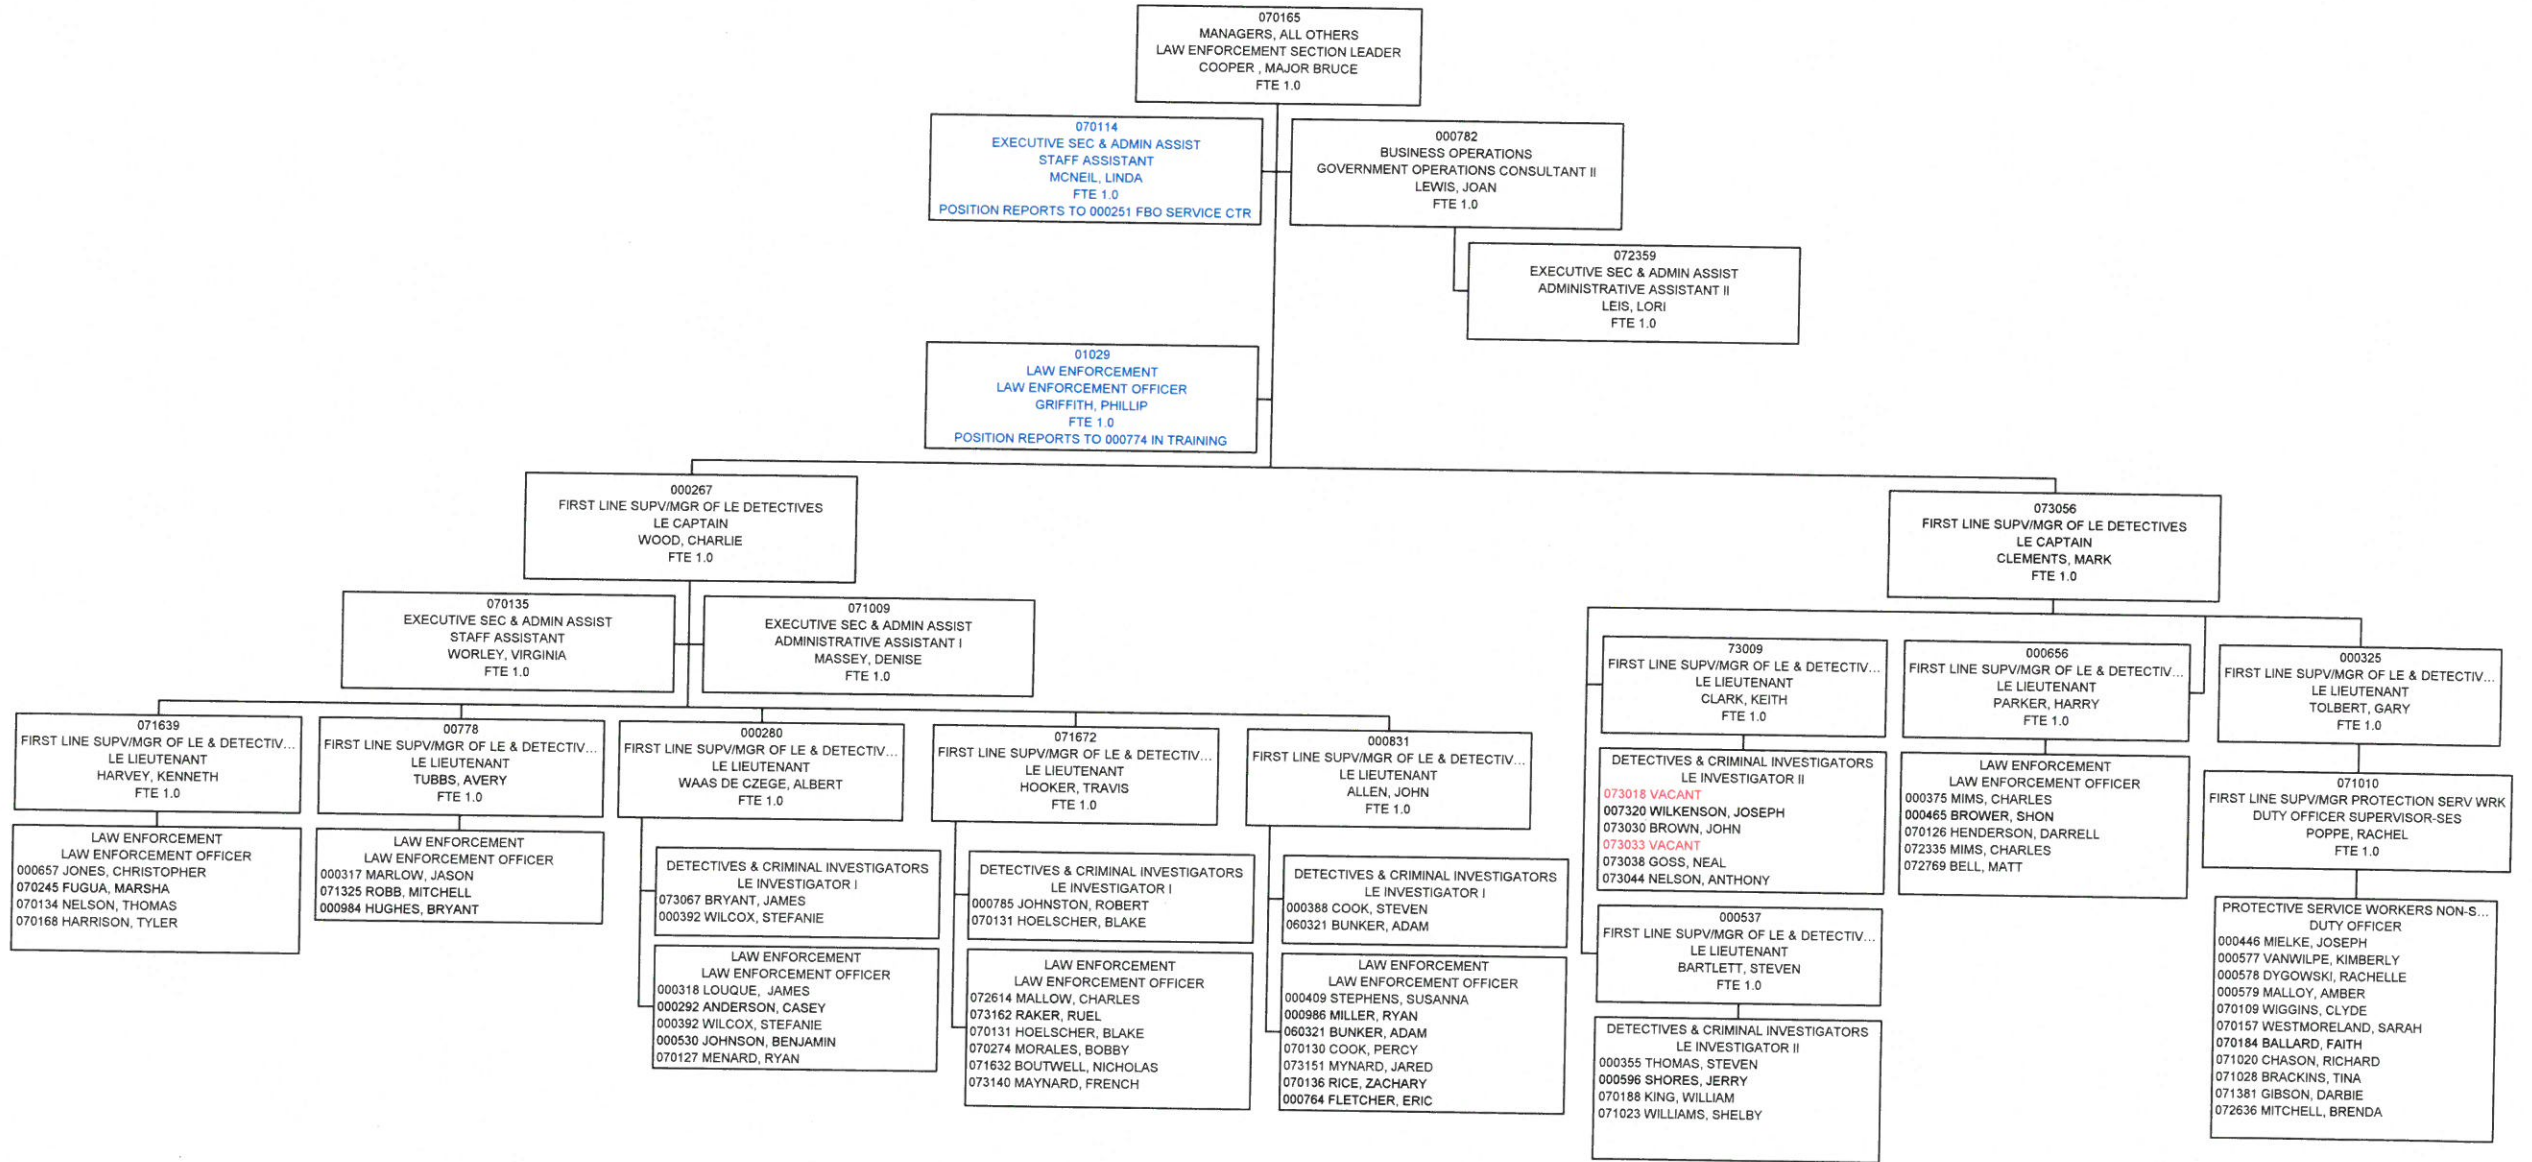 070165
MANAGERS, ALL OTHERS
LAW ENFORCEMENT SECTION LEADER
COOPER , MAJOR BRUCE
FTE 1.0
070114
EXECUTIVE SEC & ADMIN ASSIST
STAFF ASSISTANT
MCNEIL, LINDA
FTE 1.0
POSITION REPORTS TO 000251 FBO SERVICE CTR
000782
BUSINESS OPERATIONS
GOVERNMENT OPERATIONS CONSULTANT II
LEWIS, JOAN
FTE 1.0
072359
EXECUTIVE SEC & ADMIN ASSIST
ADMINISTRATIVE ASSISTANT II
LEIS, LORI
FTE 1.0
01029
LAW ENFORCEMENT
LAW ENFORCEMENT OFFICER
GRIFFITH, PHILLIP
FTE 1.0
POSITION REPORTS TO 000774 IN TRAINING
000267
FIRST LINE SUPV/MGR OF LE DETECTIVES
LE CAPTAIN
WOOD, CHARLIE
FTE 1.0
073056
FIRST LINE SUPV/MGR OF LE DETECTIVES
LE CAPTAIN
CLEMENTS, MARK
FTE 1.0
070135
EXECUTIVE SEC & ADMIN ASSIST
STAFF ASSISTANT
WORLEY, VIRGINIA
FTE 1.0
071009
EXECUTIVE SEC & ADMIN ASSIST
ADMINISTRATIVE ASSISTANT I
MASSEY, DENISE
FTE 1.0
071639
FIRST LINE SUPV/MGR OF LE & DETECTIV...
LE LIEUTENANT
HARVEY, KENNETH
FTE 1.0
LAW ENFORCEMENT
LAW ENFORCEMENT OFFICER
000657 JONES, CHRISTOPHER
070245 FUGUA, MARSHA
070134 NELSON, THOMAS
070168 HARRISON, TYLER
00778
FIRST LINE SUPV/MGR OF LE & DETECTIV...
LE LIEUTENANT
TUBBS, AVERY
FTE 1.0
LAW ENFORCEMENT
LAW ENFORCEMENT OFFICER
000317 MARLOW, JASON
071325 ROBB, MITCHELL
000984 HUGHES, BRYANT
000280
FIRST LINE SUPV/MGR OF LE & DETECTIV...
LE LIEUTENANT
WAAS DE CZEGE, ALBERT
FTE 1.0
DETECTIVES & CRIMINAL INVESTIGATORS
LE INVESTIGATOR I
073067 BRYANT, JAMES
000392 WILCOX, STEFANIE
LAW ENFORCEMENT
LAW ENFORCEMENT OFFICER
000318 LOUQUE, JAMES
000292 ANDERSON, CASEY
000392 WILCOX, STEFANIE
000530 JOHNSON, BENJAMIN
070127 MENARD, RYAN
071672
FIRST LINE SUPV/MGR OF LE & DETECTIV...
LE LIEUTENANT
HOOKER, TRAVIS
FTE 1.0
DETECTIVES & CRIMINAL INVESTIGATORS
LE INVESTIGATOR I
000785 JOHNSTON, ROBERT
070131 HOELSCHER, BLAKE
LAW ENFORCEMENT
LAW ENFORCEMENT OFFICER
072614 MALLOW, CHARLES
073162 RAKER, RUEL
070131 HOELSCHER, BLAKE
070274 MORALES, BOBBY
071632 BOUTWELL, NICHOLAS
073140 MAYNARD, FRENCH
000831
FIRST LINE SUPV/MGR OF LE & DETECTIV...
LE LIEUTENANT
ALLEN, JOHN
FTE 1.0
DETECTIVES & CRIMINAL INVESTIGATORS
LE INVESTIGATOR I
000388 COOK, STEVEN
060321 BUNKER, ADAM
LAW ENFORCEMENT
LAW ENFORCEMENT OFFICER
000409 STEPHENS, SUSANNA
000986 MILLER, RYAN
060321 BUNKER, ADAM
070130 COOK, PERCY
073151 MYNARD, JARED
070136 RICE, ZACHARY
000764 FLETCHER, ERIC
73009
FIRST LINE SUPV/MGR OF LE & DETECTIV...
LE LIEUTENANT
CLARK, KEITH
FTE 1.0
DETECTIVES & CRIMINAL INVESTIGATORS
LE INVESTIGATOR II
073018 VACANT
007320 WILKENSON, JOSEPH
073030 BROWN, JOHN
073033 VACANT
073038 GOSS, NEAL
073044 NELSON, ANTHONY
000537
FIRST LINE SUPV/MGR OF LE & DETECTIV...
LE LIEUTENANT
BARTLETT, STEVEN
FTE 1.0
DETECTIVES & CRIMINAL INVESTIGATORS
LE INVESTIGATOR II
000355 THOMAS, STEVEN
000596 SHORES, JERRY
070188 KING, WILLIAM
071023 WILLIAMS, SHELBY
000656
FIRST LINE SUPV/MGR OF LE & DETECTIV...
LE LIEUTENANT
PARKER, HARRY
FTE 1.0
LAW ENFORCEMENT
LAW ENFORCEMENT OFFICER
000375 MIMS, CHARLES
000465 BROWER, SHON
070126 HENDERSON, DARRELL
072335 MIMS, CHARLES
072769 BELL, MATT
000325
FIRST LINE SUPV/MGR OF LE & DETECTIV...
LE LIEUTENANT
TOLBERT, GARY
FTE 1.0
071010
FIRST LINE SUPV/MGR PROTECTION SERV WRK
DUTY OFFICER SUPERVISOR-SES
POPPE, RACHEL
FTE 1.0
PROTECTIVE SERVICE WORKERS NON-S...
DUTY OFFICER
000446 MIELKE, JOSEPH
000577 VANWILPE, KIMBERLY
000578 DYGOWSKI, RACHELLE
000579 MALLOY, AMBER
070109 WIGGINS, CLYDE
070157 WESTMORELAND, SARAH
070184 BALLARD, FAITH
071020 CHASON, RICHARD
071028 BRACKINS, TINA
071381 GIBSON, DARBIE
072636 MITCHELL, BRENDA